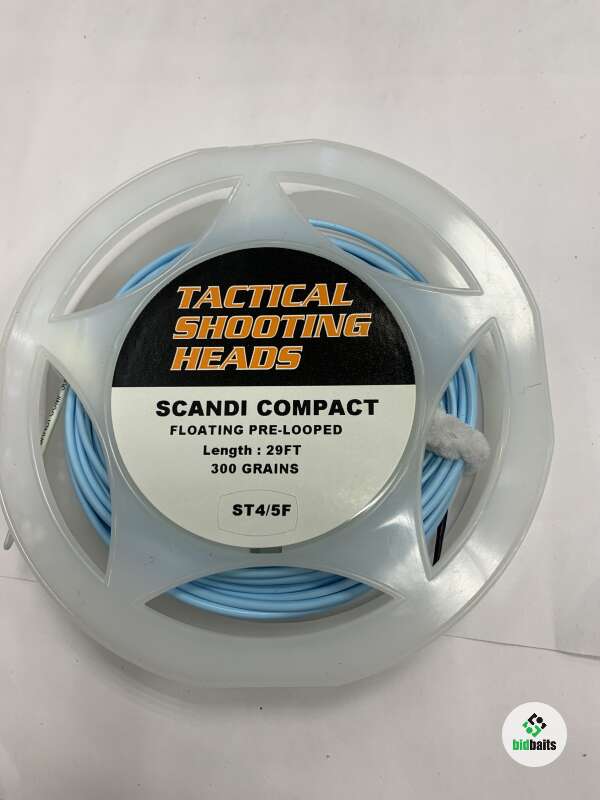 TACTICAL
SHOOTING
HEADS
SCANDI COMPACT
FLOATING PRE-LOOPED
Length : 29FT
300 GRAINS
ST4/5F
bidbaits